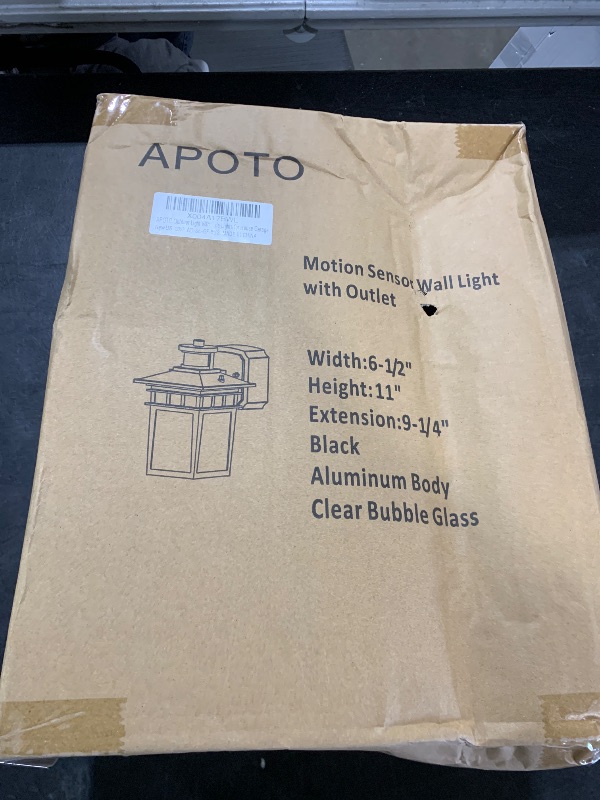 APOTO
Motion Sensor Wall Light
with Outlet
Width:6-1/2"
Height:11"
Extension:9-1/4"
Black
Aluminum Body
Clear Bubble Glass